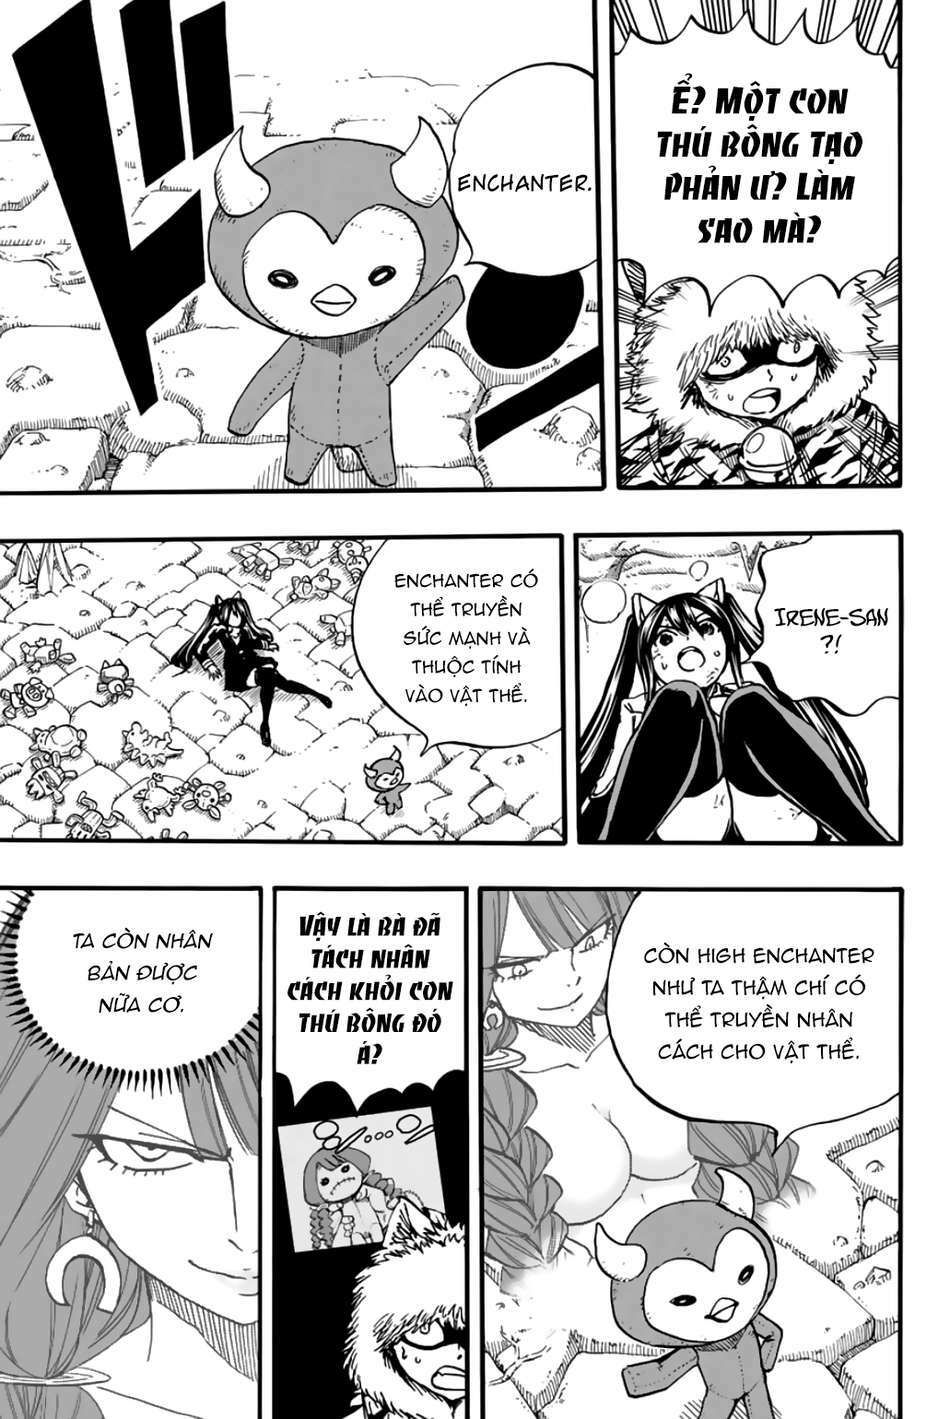 Ể? MỘT CON
THÚ BÔNG TẠO
PHẢN Ư? LÀM
SAO MÀ?
ENCHANTER.
IRENE-SAN
?!
ENCHANTER CÓ
THỂ TRUYỀN
SỨC MẠNH VÀ
THUỘC TÍNH
VÀO VẬT THỂ.
CÒN HIGH ENCHANTER
NHƯ TA THẬM CHÍ CÓ
THỂ TRUYỀN NHÂN
CÁCH CHO VẬT THỂ.
VẬY LÀ BÀ ĐÃ
TÁCH NHÂN
CÁCH KHỎI CON
THÚ BÔNG ĐÓ
Á?
TA CÒN NHÂN
BẢN ĐƯỢC
NỮA CƠ.